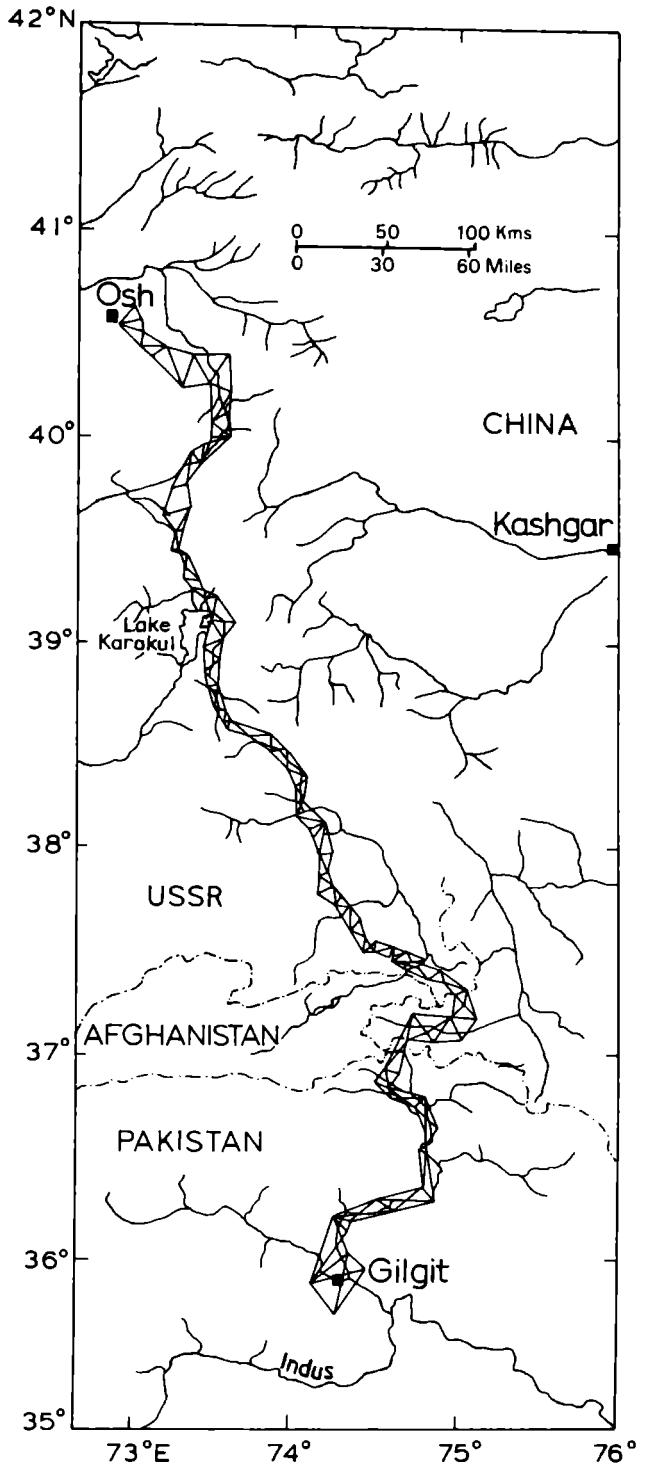 42°N
41°
0 50 100 Kms
0 30 60 Miles
Osh
CHINA
40°
Kashgar
Lake
Karakul
39°
38°
USSR
AFGHANISTAN
37°
PAKISTAN
36°
Gilgit
Indus
35°
73°E 74° 75° 76°